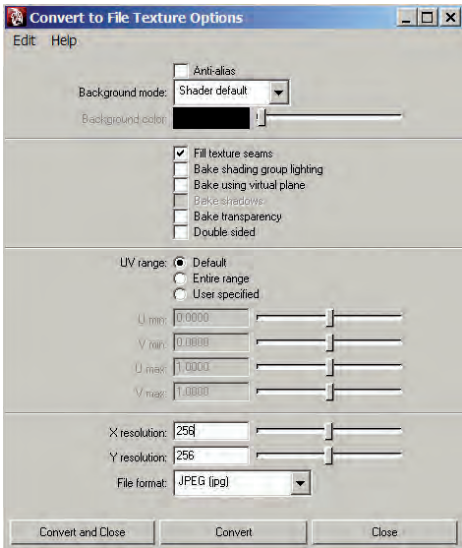 Convert to File Texture Options
Edit Help
Anti-alias
Background mode: Shader default
Background color:
Fill texture seams
Bake shading group lighting
Bake using virtual plane
Bake shadows
Bake transparency
Double sided
UV range: Default
Entire range
User specified
U min: 0.0000
V min: 0.0000
U max: 1.0000
V max: 1.0000
X resolution: 256
Y resolution: 256
File format: JPEG (jpg)
Convert and Close Convert Close